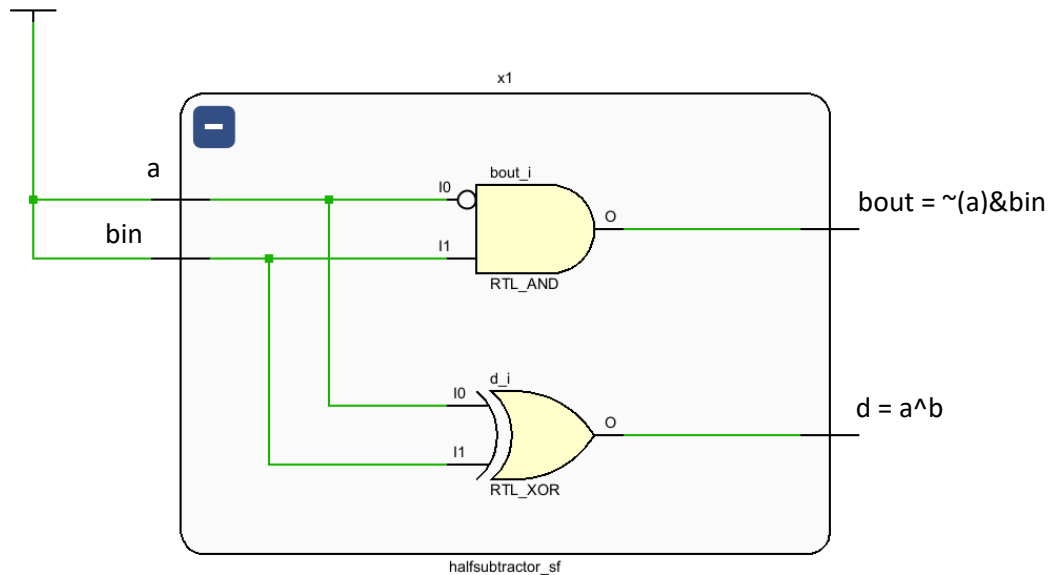 x1
a
bin
I0
bout_i
I1
O
RTL_AND
bout = ~(a)&bin
I0
d_i
I1
O
RTL_XOR
d = a^b
halfsubtractor_sf